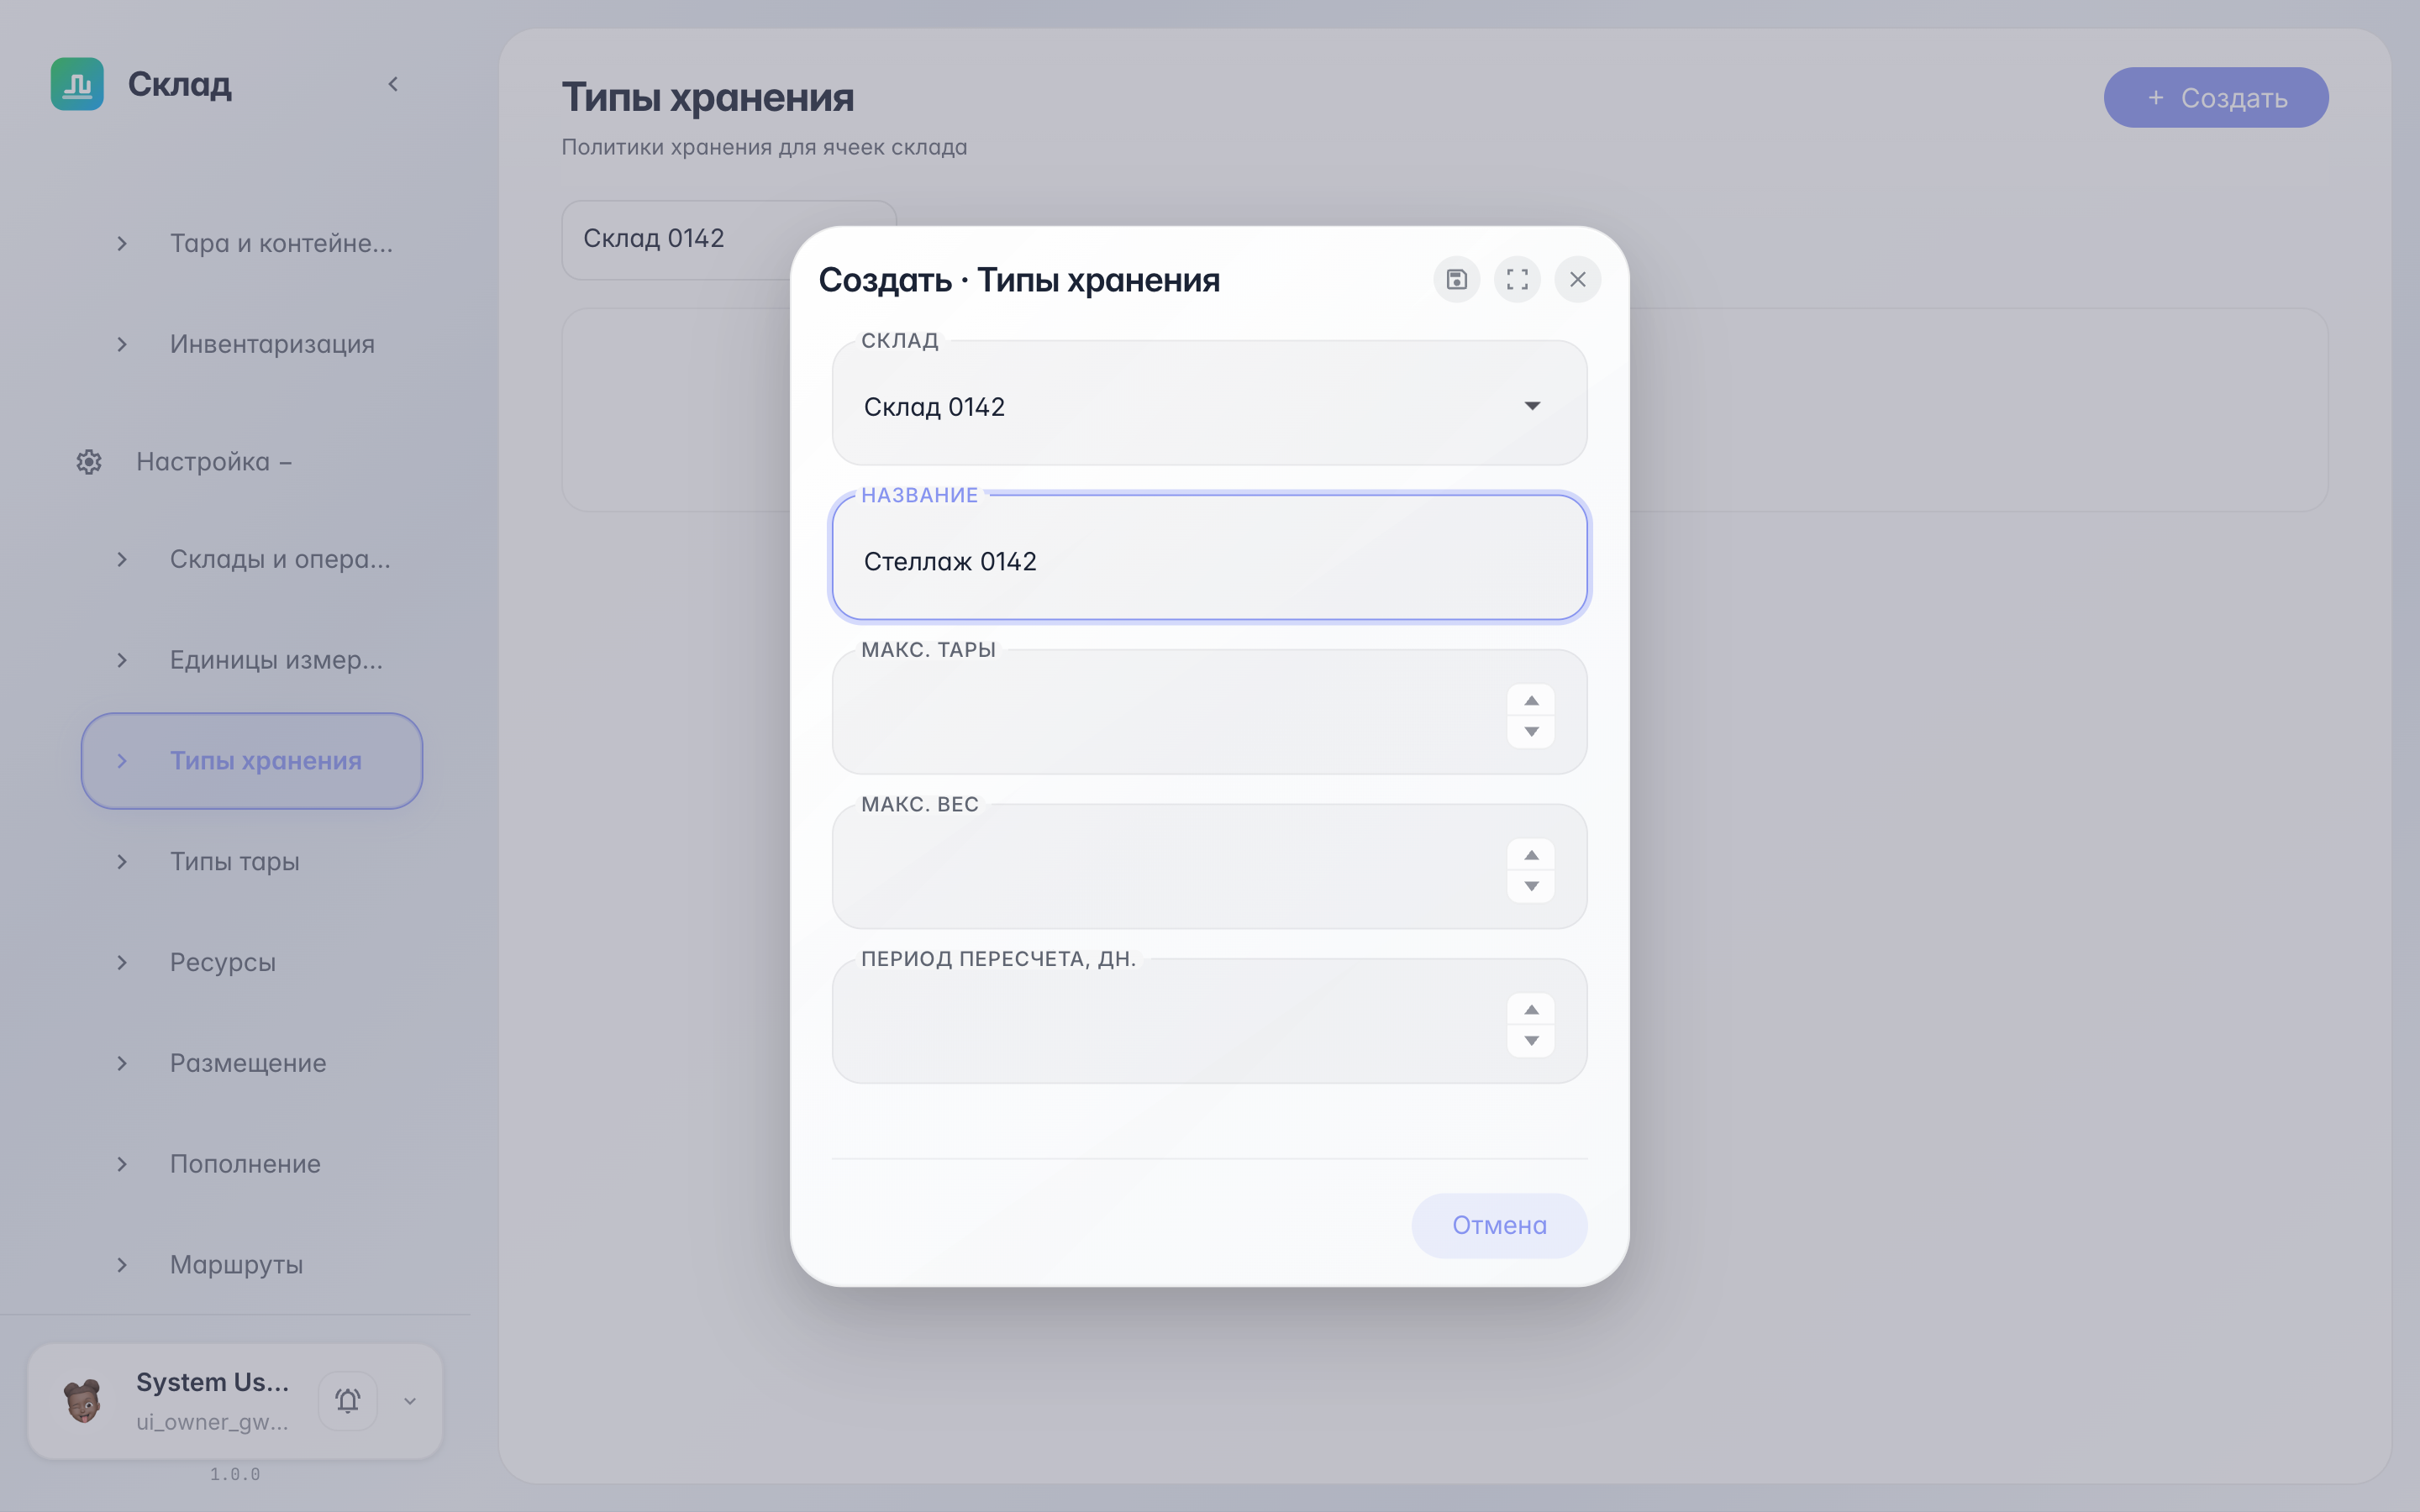 Склад
Тара и контейне...
Инвентаризация
Настройка –
Склады и опера...
Единицы измер...
Типы хранения
Типы тары
Ресурсы
Размещение
Пополнение
Маршруты
System Us...
ui_owner_gw...
1.0.0
Типы хранения
+ Создать
Политики хранения для ячеек склада
Склад 0142
Создать · Типы хранения
СКЛАД
Склад 0142
НАЗВАНИЕ
Стеллаж 0142
МАКС. ТАРЫ
МАКС. ВЕС
ПЕРИОД ПЕРЕСЧЕТА, ДН.
Отмена